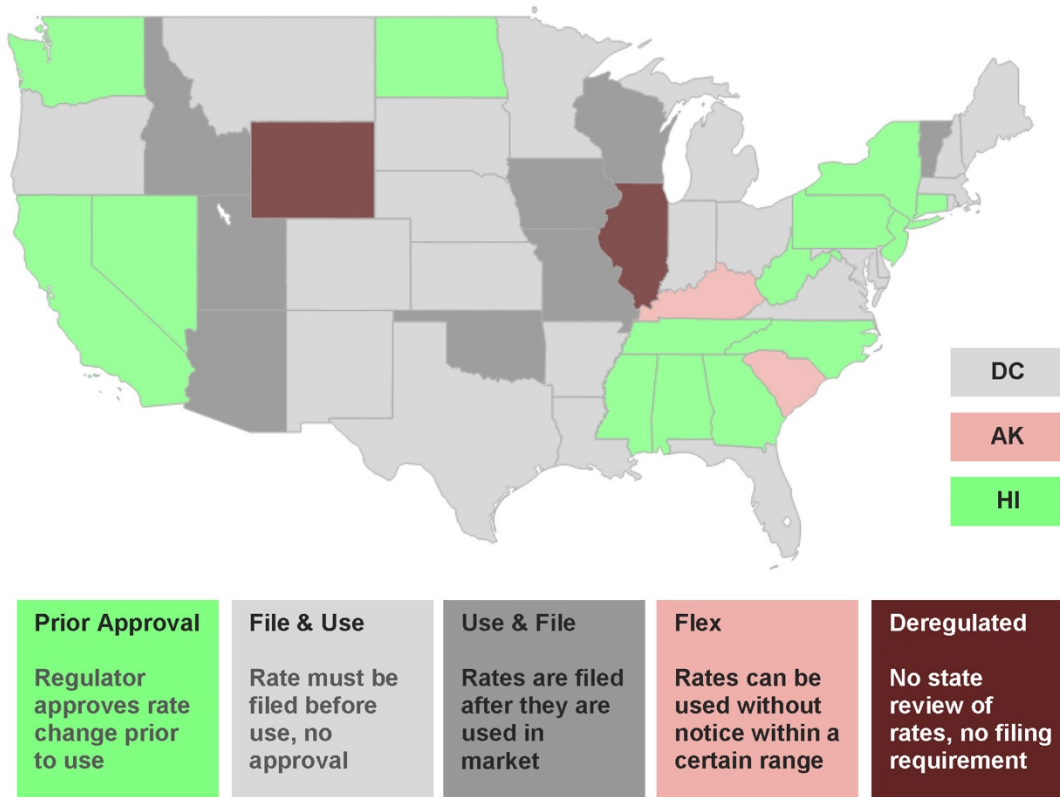 DC
AK
HI
Prior Approval
Regulator
approves rate
change prior
to use
File & Use
Rate must be
filed before
use, no
approval
Use & File
Rates are filed
after they are
used in
market
Flex
Rates can be
used without
notice within a
certain range
Deregulated
No state
review of
rates, no filing
requirement